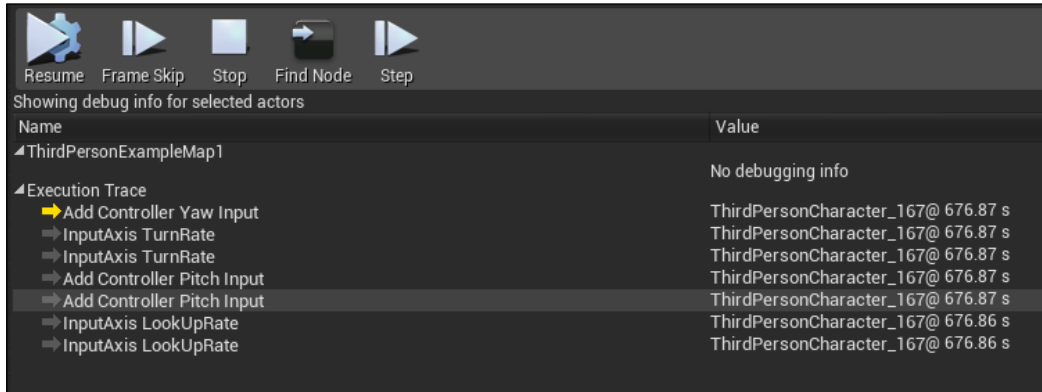 Resume Frame Skip Stop Find Node Step
Showing debug info for selected actors
Name Value
ThirdPersonExampleMap1
No debugging info
Execution Trace
Add Controller Yaw Input ThirdPersonCharacter_167@ 676.87 s
InputAxis TurnRate ThirdPersonCharacter_167@ 676.87 s
InputAxis TurnRate ThirdPersonCharacter_167@ 676.87 s
Add Controller Pitch Input ThirdPersonCharacter_167@ 676.87 s
Add Controller Pitch Input ThirdPersonCharacter_167@ 676.87 s
InputAxis LookUpRate ThirdPersonCharacter_167@ 676.86 s
InputAxis LookUpRate ThirdPersonCharacter_167@ 676.86 s